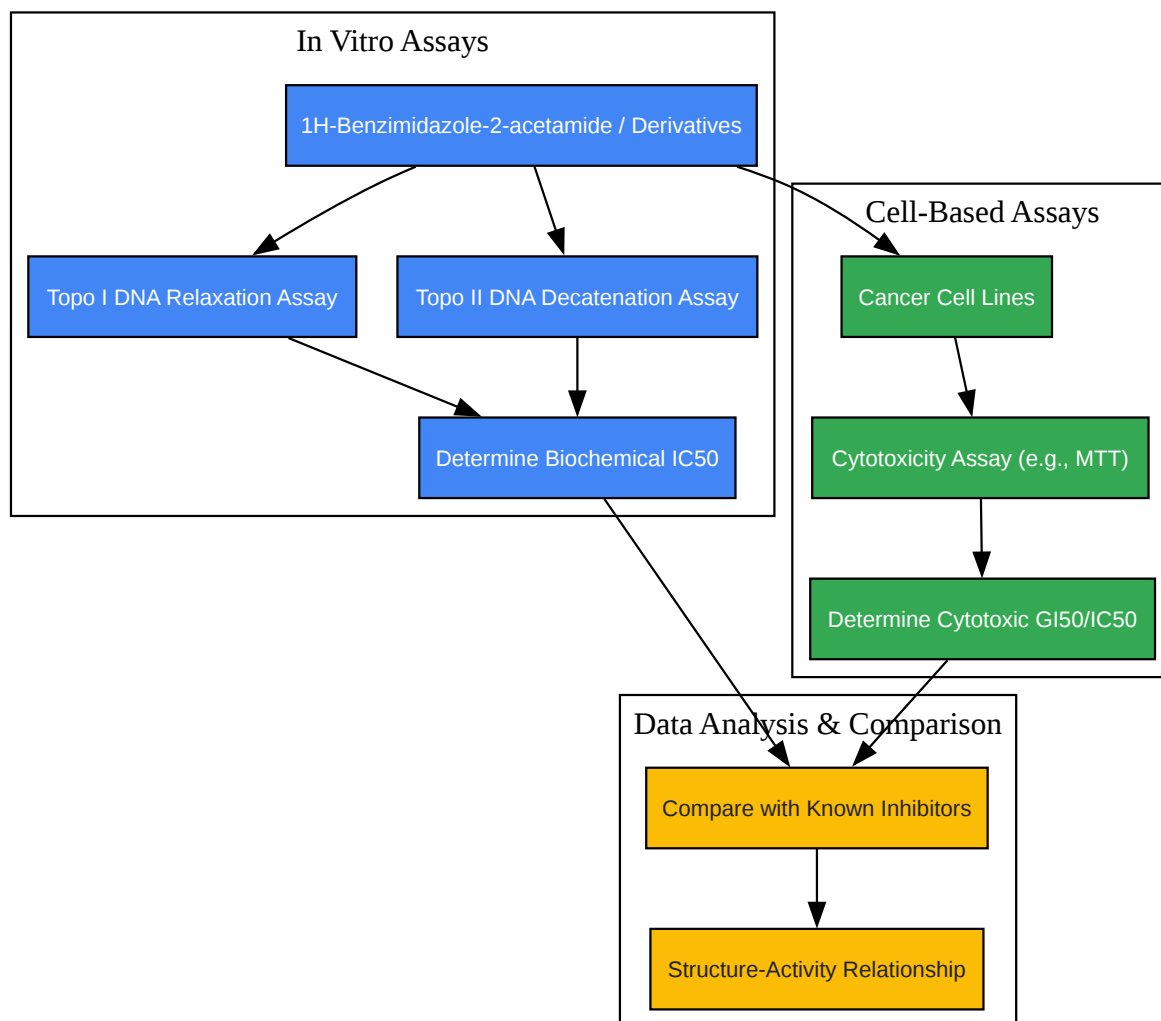 In Vitro Assays
1H-Benzimidazole-2-acetamide / Derivatives
Topo I DNA Relaxation Assay
Topo II DNA Decatenation Assay
Determine Biochemical IC50
Cell-Based Assays
Cancer Cell Lines
Cytotoxicity Assay (e.g., MTT)
Determine Cytotoxic GI50/IC50
Data Analysis & Comparison
Compare with Known Inhibitors
Structure-Activity Relationship